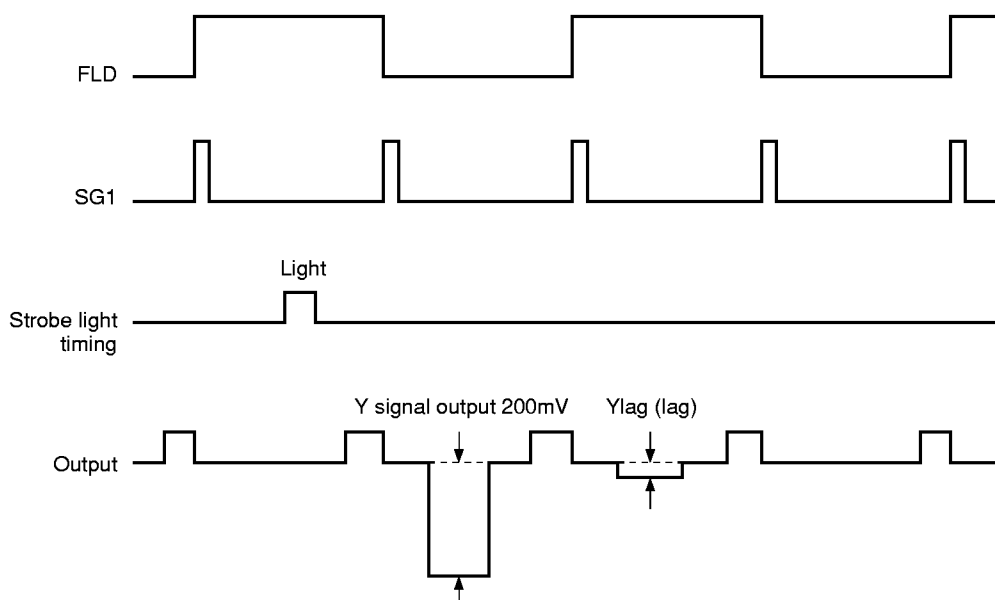 FLD
SG1
Light
Strobe light
timing
Y signal output 200mV
Ylag (lag)
Output